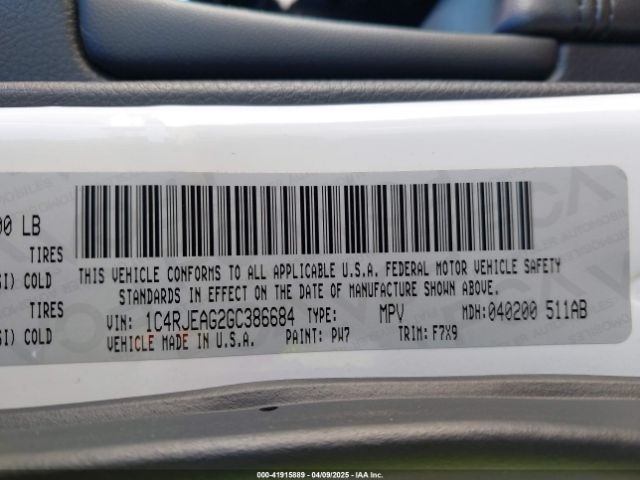 00 LB
TIRES
SI) COLD
TIRES
SI) COLD
THIS VEHICLE CONFORMS TO ALL APPLICABLE U.S.A. FEDERAL MOTOR VEHICLE SAFETY
STANDARDS IN EFFECT ON THE DATE OF MANUFACTURE SHOWN ABOVE.
VIN: 1C4RJEAG2GC386684 TYPE: MPV MDH: 040200 511AB
VEHICLE MADE IN U.S.A. PAINT: PW7 TRIM: F7X9
000-41915889 - 04/09/2025 - IAA Inc.